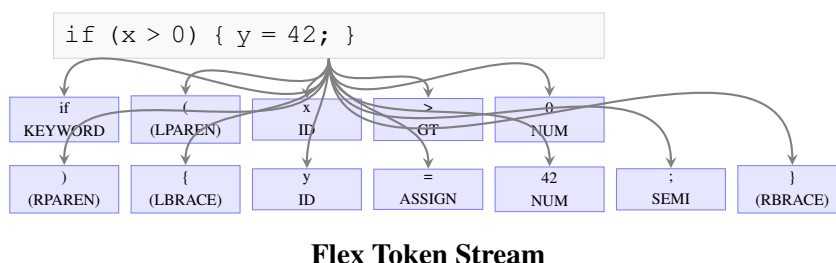 if (x > 0) { y = 42; }
if
KEYWORD
(
(LPAREN)
x
ID
>
GT
0
NUM
)
(RPAREN)
{
(LBRACE)
y
ID
=
ASSIGN
42
NUM
;
SEMI
}
(RBRACE)
Flex Token Stream